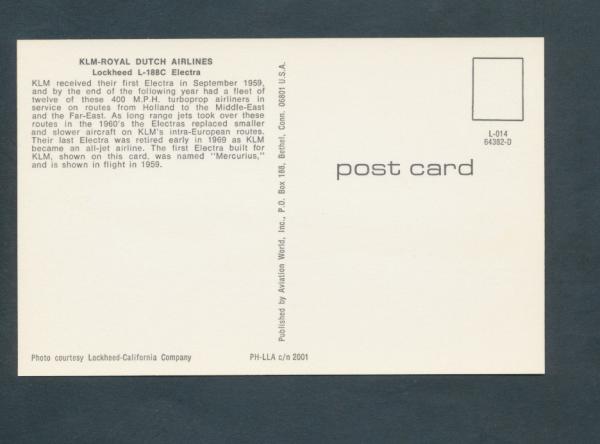 KLM-ROYAL DUTCH AIRLINES
Lockheed L-188C Electra
KLM received their first Electra in September 1959,
and by the end of the following year had a fleet of
twelve of these 400 M.P.H. turboprop airliners in
service on routes from Holland to the Middle-East
and the Far-East. As long range jets took over these
routes in the 1960's the Electras replaced smaller
and slower aircraft on KLM's intra-European routes.
Their last Electra was retired early in 1969 as KLM
became an all-jet airline. The first Electra built for
KLM, shown on this card, was named "Mercurius,"
and is shown in flight in 1959.
Photo courtesy Lockheed-California Company
PH-LLA c/n 2001
Published by Aviation World, Inc., P.O. Box 188, Bethel, Conn. 06801 U.S.A.
L-014
64382-D
post card